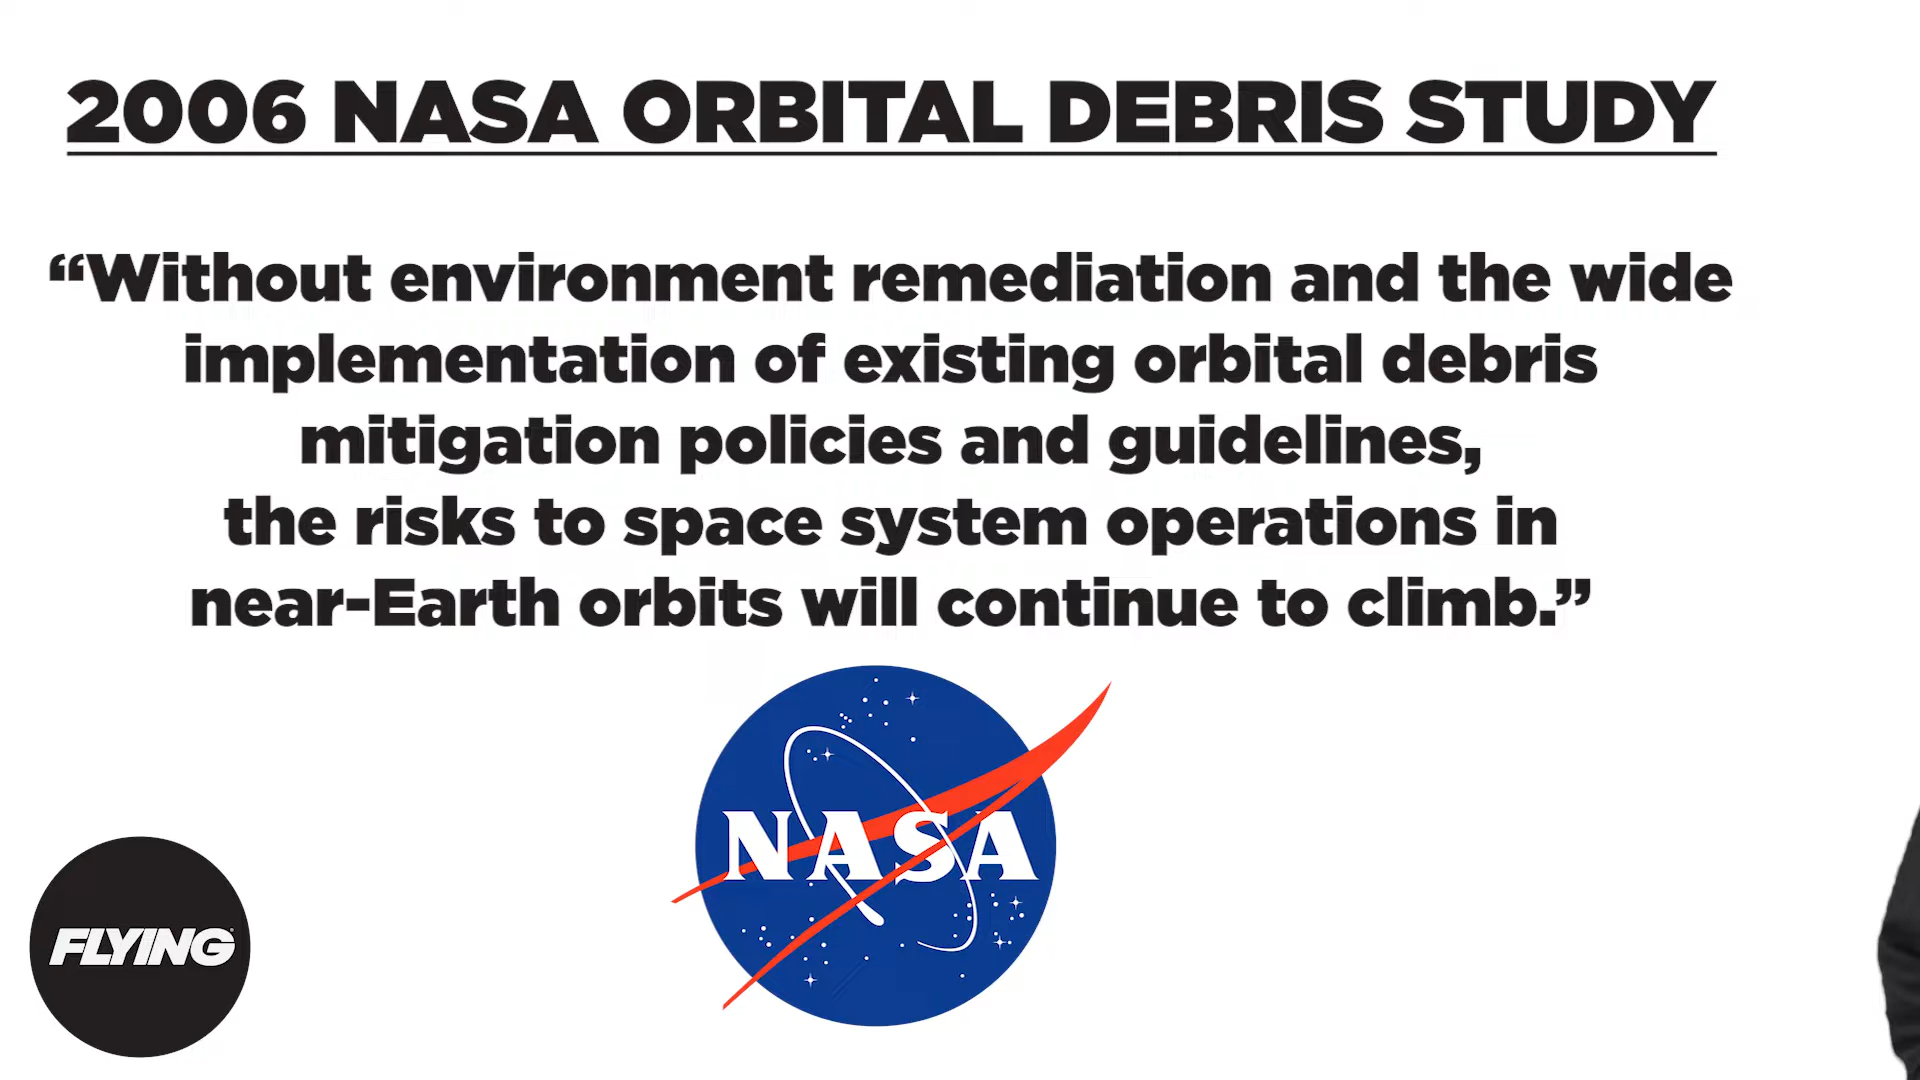 2006 NASA ORBITAL DEBRIS STUDY
“Without environment remediation and the wide
implementation of existing orbital debris
mitigation policies and guidelines,
the risks to space system operations in
near-Earth orbits will continue to climb.”
NASA
FLYING